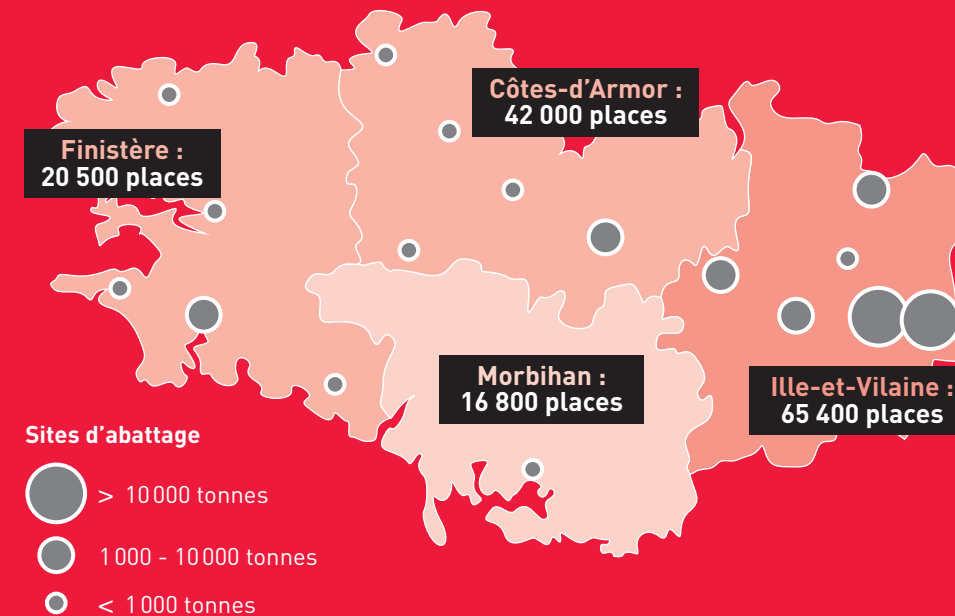 Côtes-d’Armor :
42 000 places
Finistère :
20 500 places
Morbihan :
16 800 places
Ille-et-Vilaine :
65 400 places
Sites d’abattage
> 10 000 tonnes
1 000 - 10 000 tonnes
< 1 000 tonnes